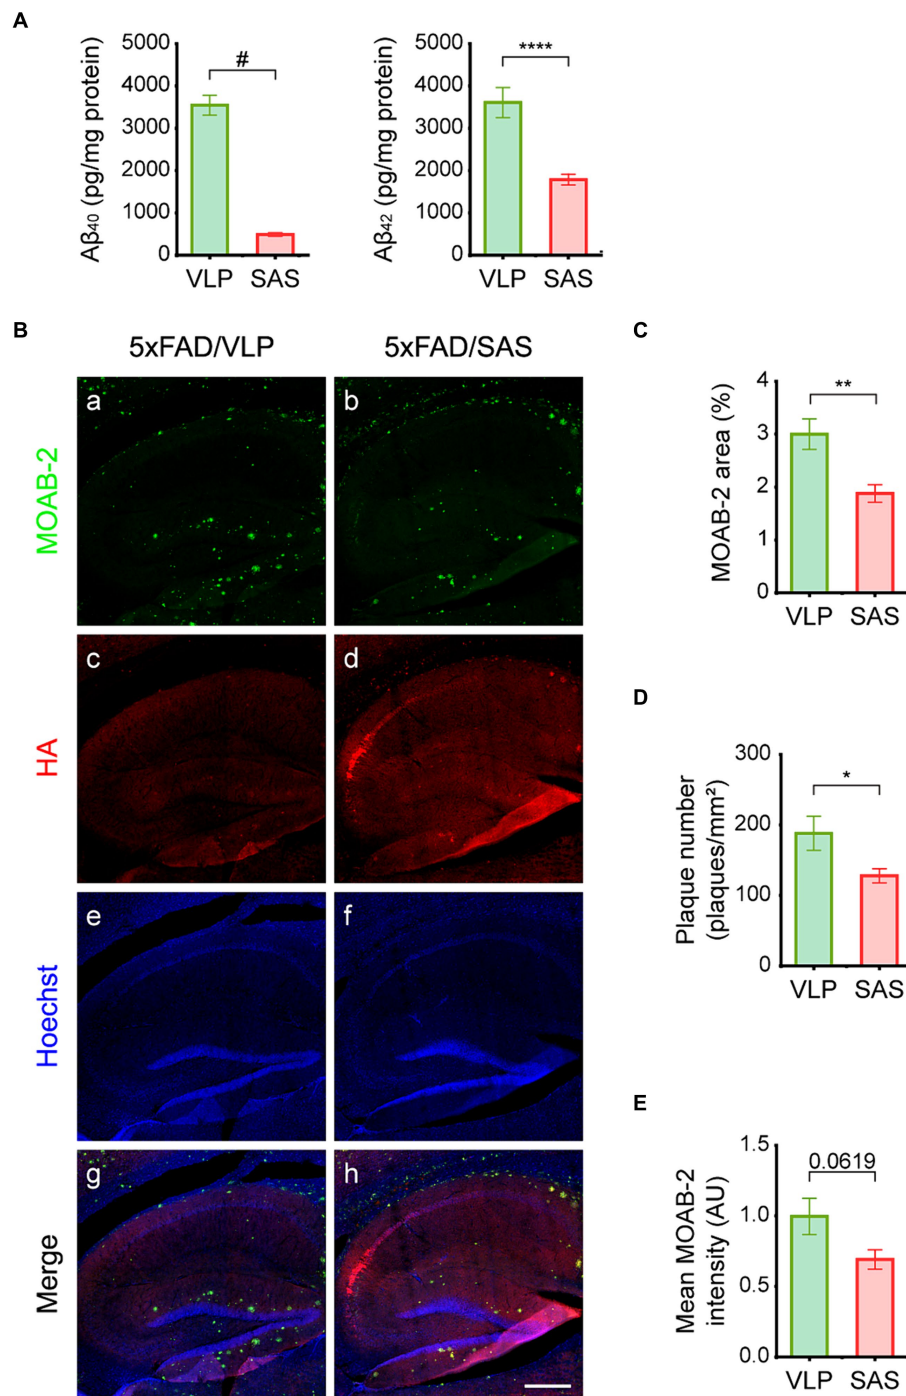 A
Aβ40 (pg/mg protein)
5000
4000
3000
2000
1000
0
#
VLP
SAS
Aβ42 (pg/mg protein)
5000
4000
3000
2000
1000
0
****
VLP
SAS
B
5xFAD/VLP
5xFAD/SAS
MOAB-2
a
b
HA
c
d
Hoechst
e
f
Merge
g
h
C
MOAB-2 area (%)
4
3
2
1
0
**
VLP
SAS
D
Plaque number
(plaques/mm²)
300
200
100
0
*
VLP
SAS
E
Mean MOAB-2
intensity (AU)
1.5
1.0
0.5
0.0
0.0619
VLP
SAS